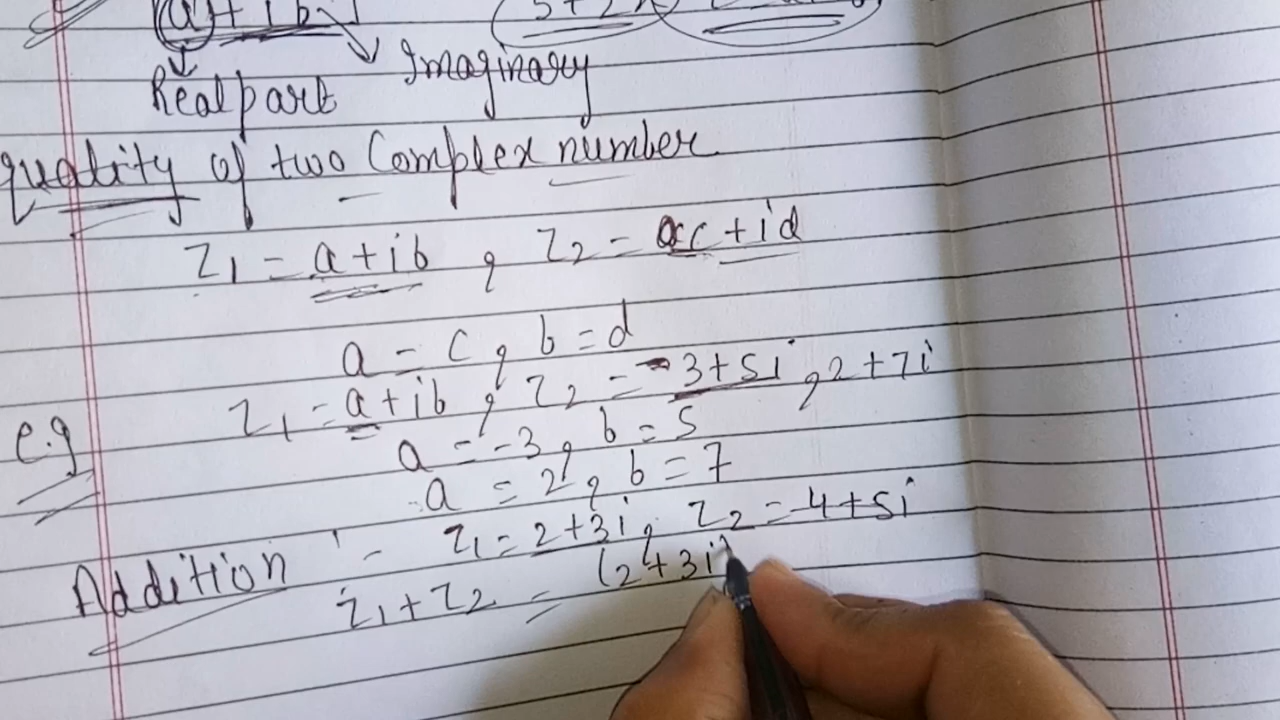 a + ib
Real part Imaginary
quality of two Complex number
Z1 = a + ib , Z2 = c + id
a = c , b = d
e.g Z1 = a + ib , Z2 = -3 + 5i , 2 + 7i
a = -3 , b = 5
a = 2 , b = 7
Addition :- Z1 = 2 + 3i , Z2 = 4 + 5i
Z1 + Z2 = (2 + 3i)